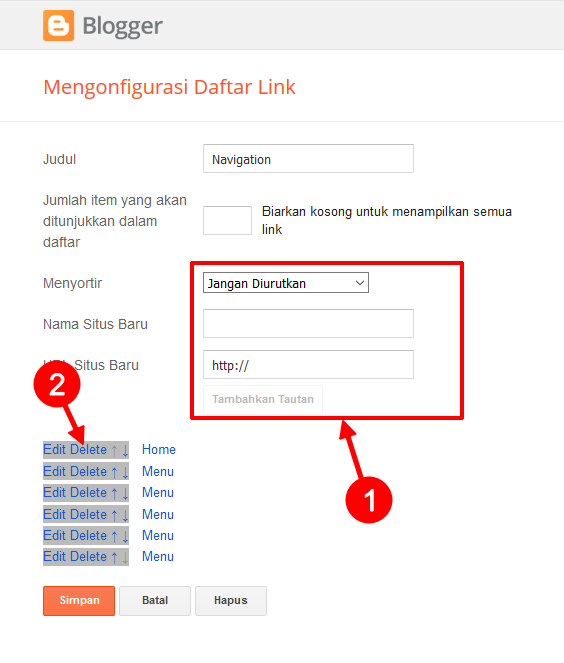 Blogger
Mengonfigurasi Daftar Link
Judul
Navigation
Jumlah item yang akan
ditunjukkan dalam
daftar
Biarkan kosong untuk menampilkan semua
link
Menyortir
Jangan Diurutkan
Nama Situs Baru
Situs Baru
http://
Tambahkan Tautan
2
1
Edit Delete ↑ ↓ Home
Edit Delete ↑ ↓ Menu
Edit Delete ↑ ↓ Menu
Edit Delete ↑ ↓ Menu
Edit Delete ↑ ↓ Menu
Edit Delete ↑ ↓ Menu
Simpan Batal Hapus